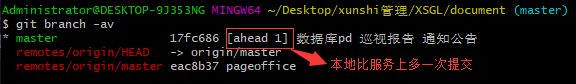 Administrator@DESKTOP-9J353NG MINGW64 ~/Desktop/xunshi管理/XSGL/document (master)
$ git branch -av
* master 17fc686 [ahead 1] 数据库pd 巡视报告 通知公告
remotes/origin/HEAD -> origin/master
remotes/origin/master eac8b37 pageoffice
本地比服务上多一次提交